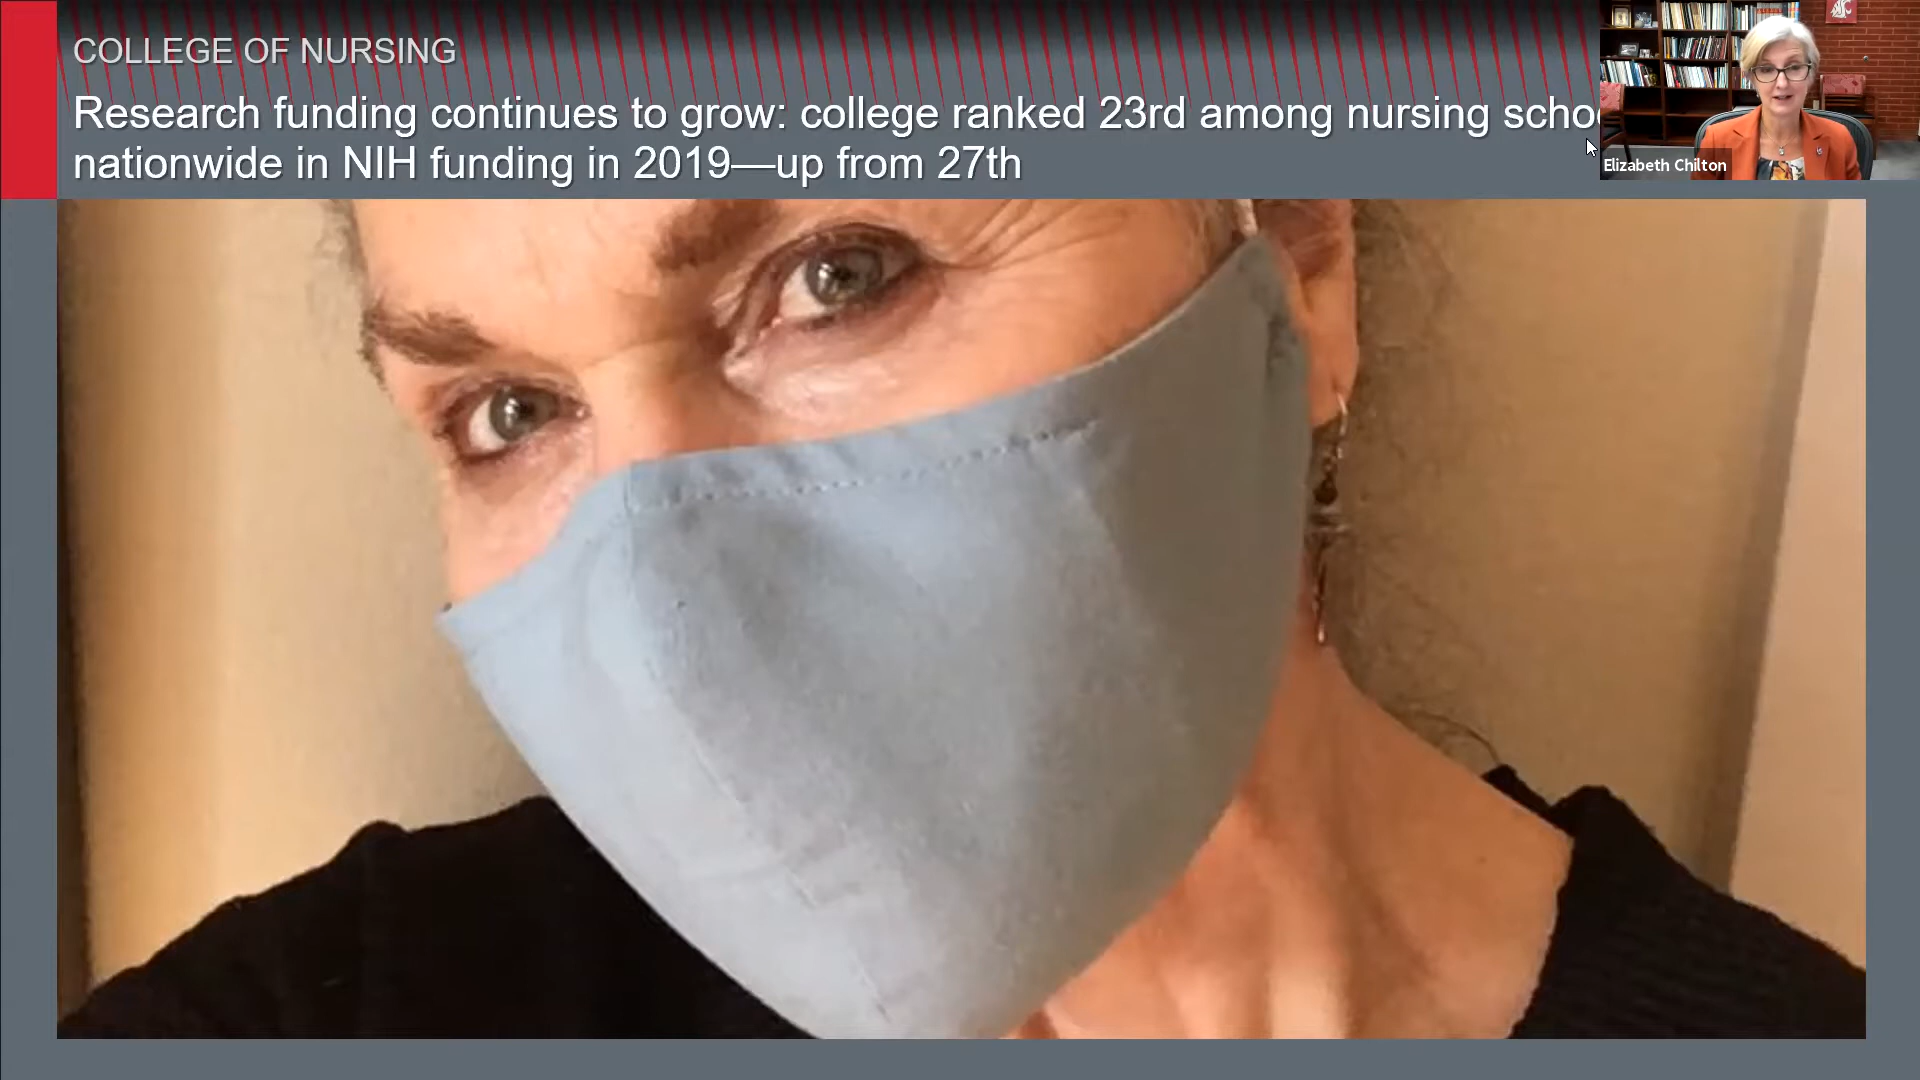 COLLEGE OF NURSING
Research funding continues to grow: college ranked 23rd among nursing
nationwide in NIH funding in 2019—up from 27th
Elizabeth Chilton